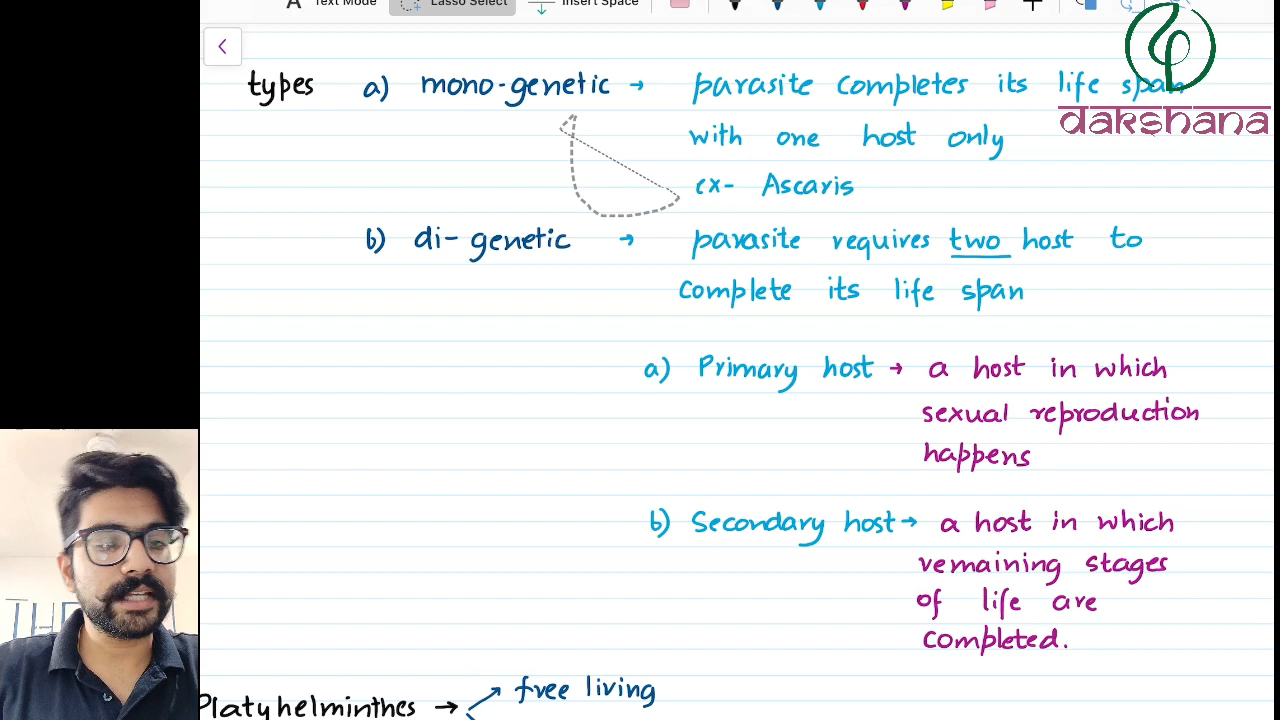 Text Mode Lasso Select Insert Space
types a) mono-genetic → parasite completes its life span
dakshana
with one host only
ex- Ascaris
b) di-genetic → parasite requires two host to
complete its life span
a) Primary host → a host in which
sexual reproduction
happens
b) Secondary host → a host in which
remaining stages
of life are
completed.
Platyhelminthes → free living